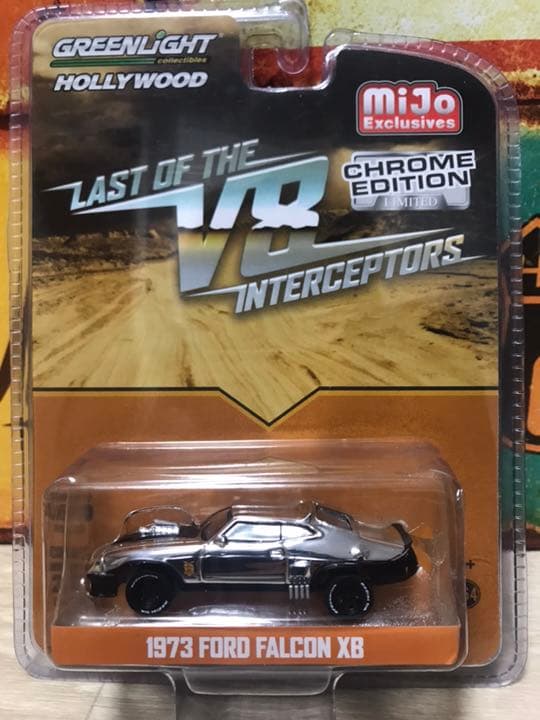 GREENLIGHT
collectibles
HOLLYWOOD
MiJo
Exclusives
LAST OF THE
V8
INTERCEPTORS
CHROME
EDITION
LIMITED
1973 FORD FALCON XB